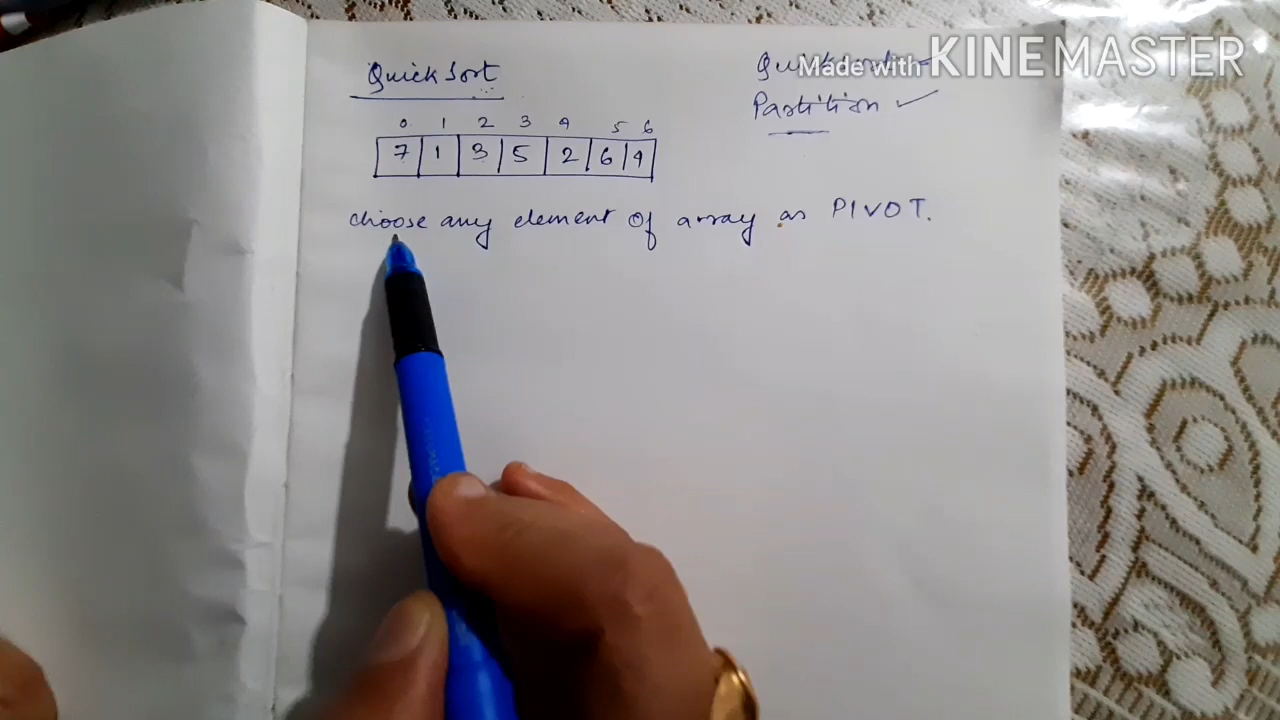 Quick Sort
0 1 2 3 4 5 6
7 1 3 5 2 6 4
choose any element of array as PIVOT.
Made with KINEMASTER
Partition ✓